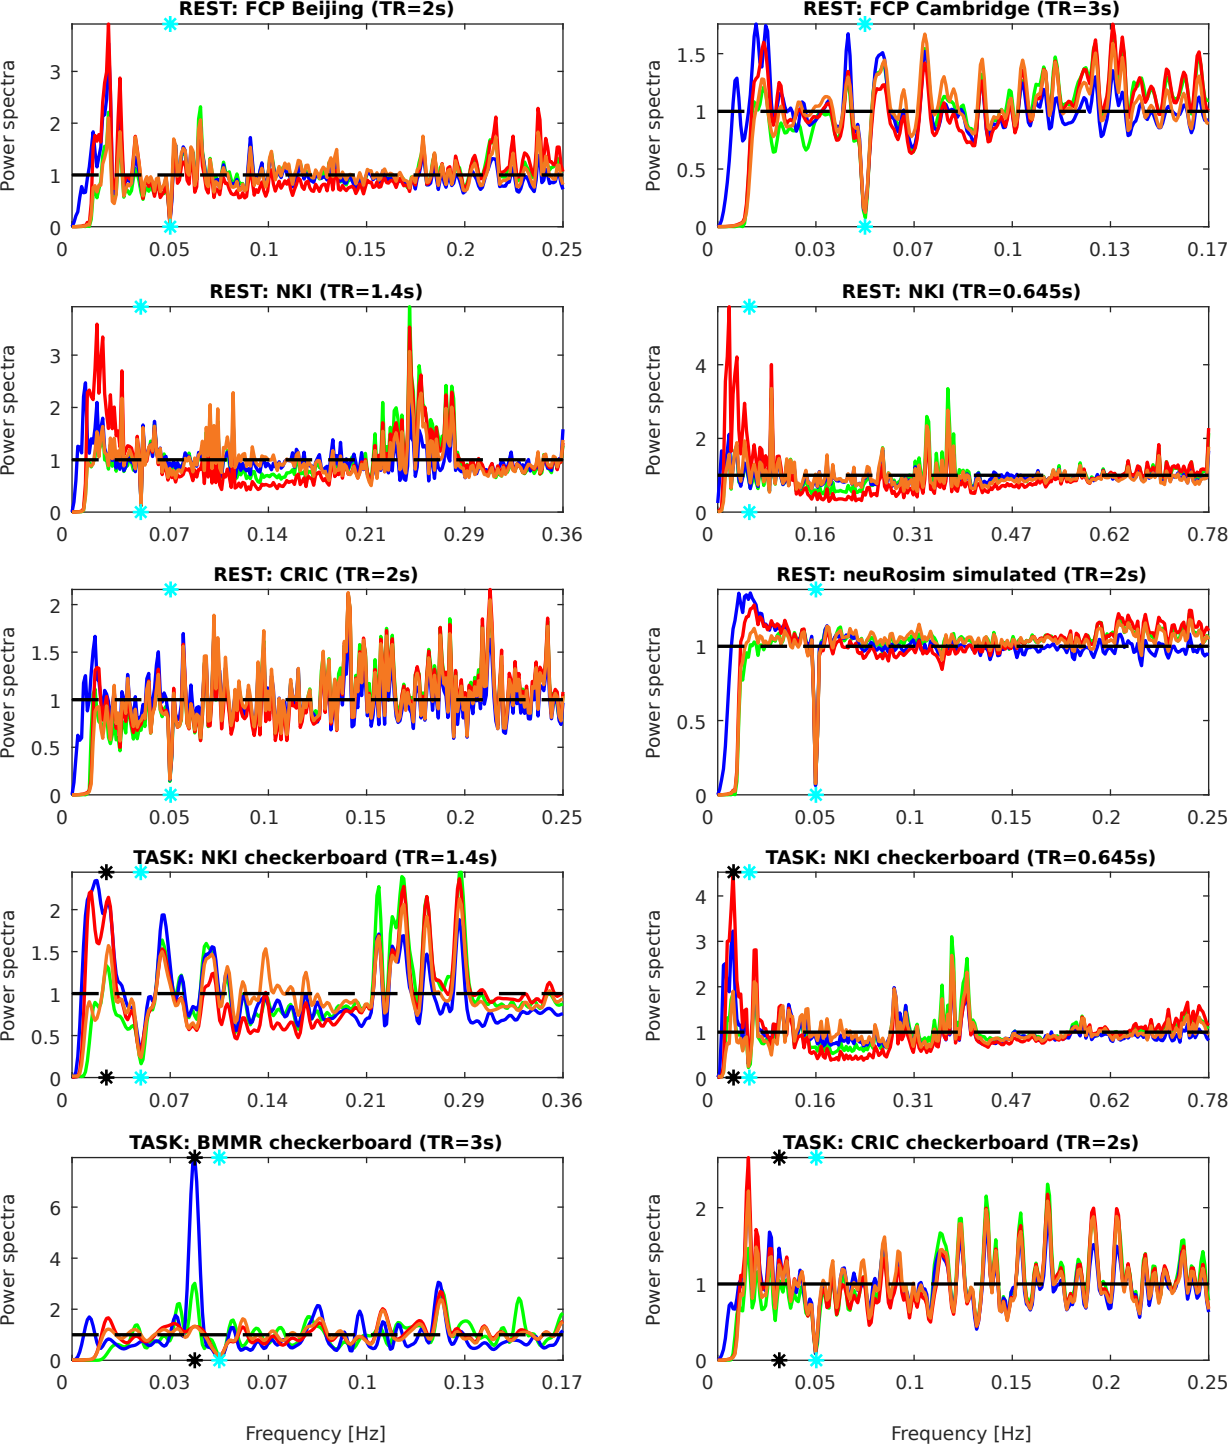 REST: FCP Beijing (TR=2s)
Power spectra
3
2
1
0
0 0.05 0.1 0.15 0.2 0.25
REST: FCP Cambridge (TR=3s)
Power spectra
1.5
1
0.5
0
0 0.03 0.07 0.1 0.13 0.17
REST: NKI (TR=1.4s)
Power spectra
3
2
1
0
0 0.07 0.14 0.21 0.29 0.36
REST: NKI (TR=0.645s)
Power spectra
4
2
1
0
0 0.16 0.31 0.47 0.62 0.78
REST: CRIC (TR=2s)
Power spectra
2
1.5
1
0.5
0
0 0.05 0.1 0.15 0.2 0.25
REST: neuRosim simulated (TR=2s)
Power spectra
1
0.5
0
0 0.05 0.1 0.15 0.2 0.25
TASK: NKI checkerboard (TR=1.4s)
Power spectra
2
1.5
1
0.5
0
0 0.07 0.14 0.21 0.29 0.36
TASK: NKI checkerboard (TR=0.645s)
Power spectra
4
3
2
1
0
0 0.16 0.31 0.47 0.62 0.78
TASK: BMMR checkerboard (TR=3s)
Power spectra
6
4
2
1
0
0 0.03 0.07 0.1 0.13 0.17
Frequency [Hz]
TASK: CRIC checkerboard (TR=2s)
Power spectra
2
1
0
0 0.05 0.1 0.15 0.2 0.25
Frequency [Hz]